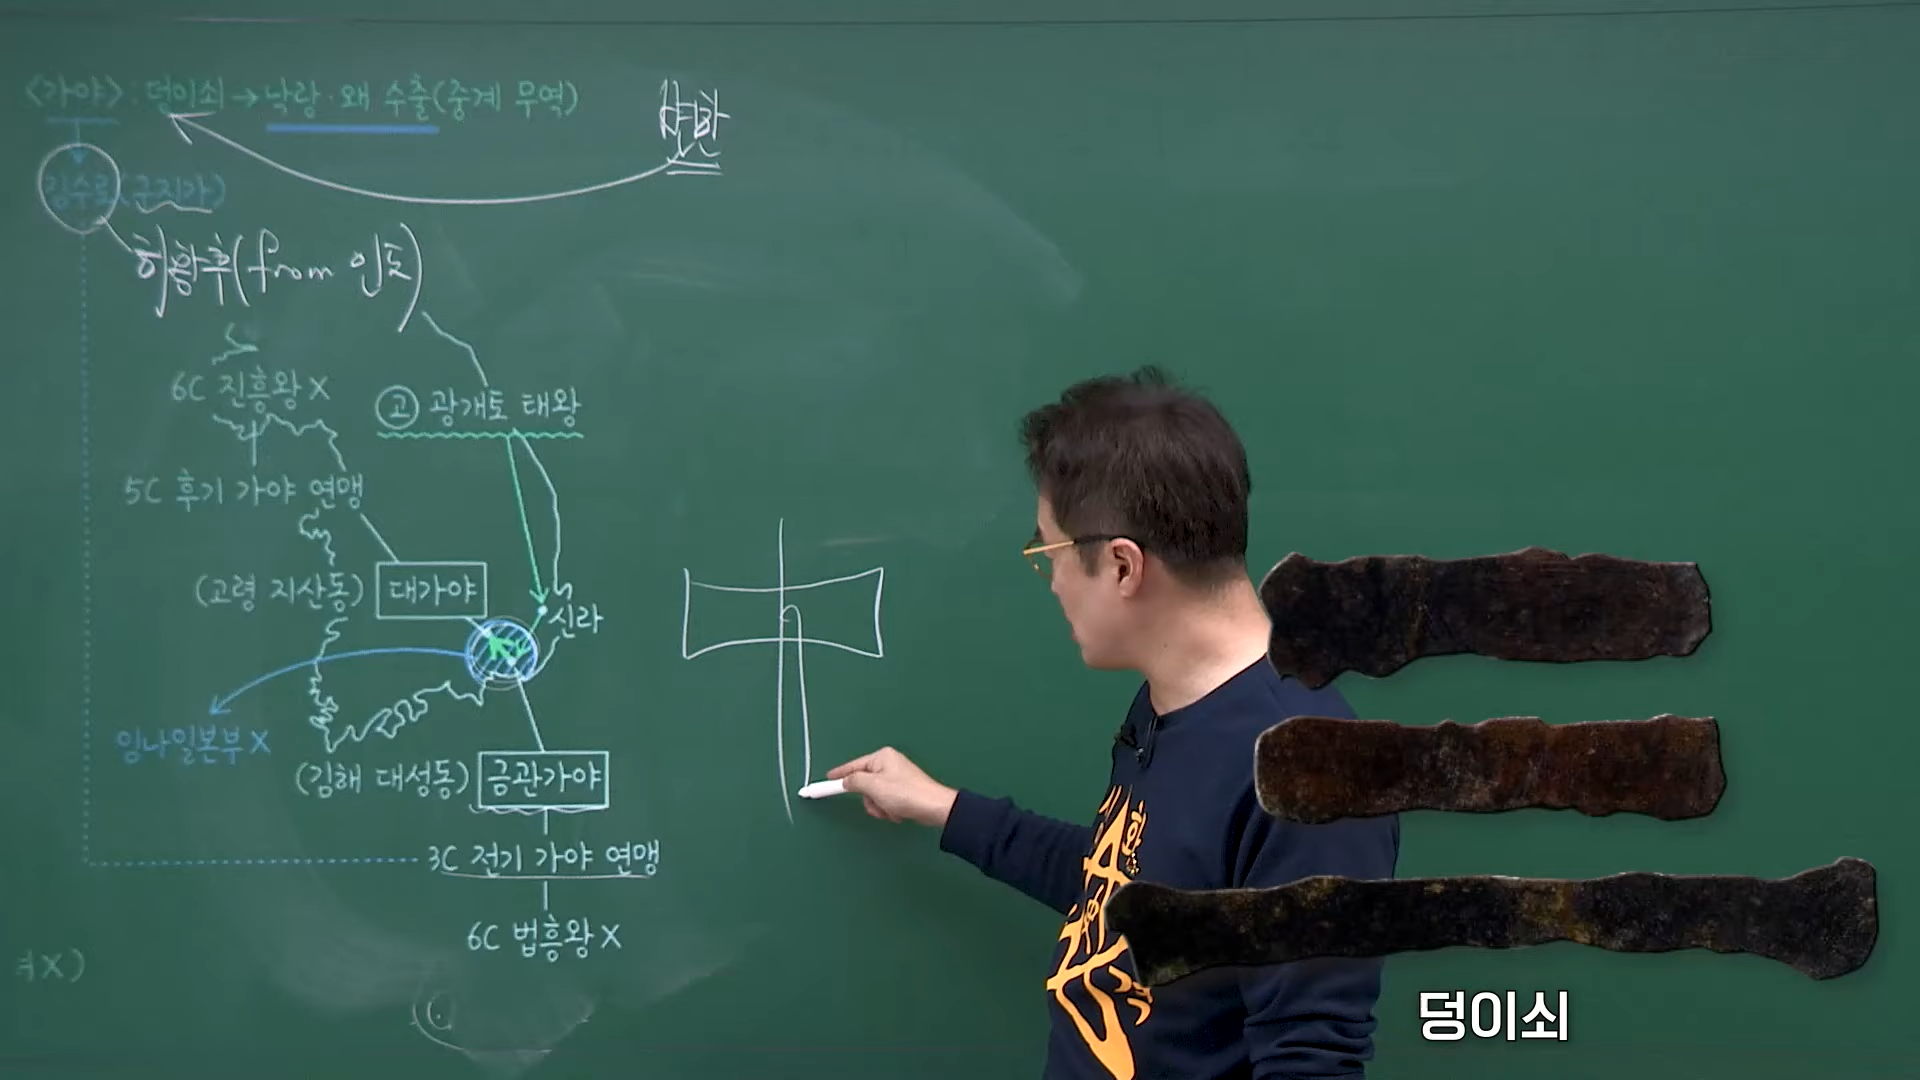 <가야> : 덩이쇠 → 낙랑·왜 수출(중계 무역)
변한
김수로(구지가)
허황후(from 인도)
6C 진흥왕 X
고 광개토 태왕
5C 후기 가야 연맹
(고령 지산동) 대가야
신라
임나일본부 X
(김해 대성동) 금관가야
3C 전기 가야 연맹
6C 법흥왕 X
X)
덩이쇠